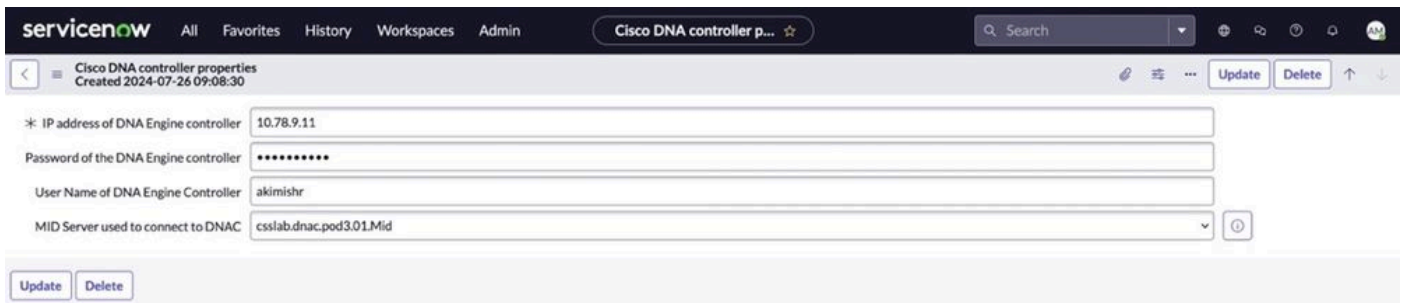 servicenow All Favorites History Workspaces Admin Cisco DNA controller p... ☆ Search AM
Cisco DNA controller properties
Created 2024-07-26 09:08:30
Update Delete
* IP address of DNA Engine controller 10.78.9.11
Password of the DNA Engine controller ••••••••••
User Name of DNA Engine Controller akimishr
MID Server used to connect to DNAC csslab.dnac.pod3.01.Mid
Update Delete